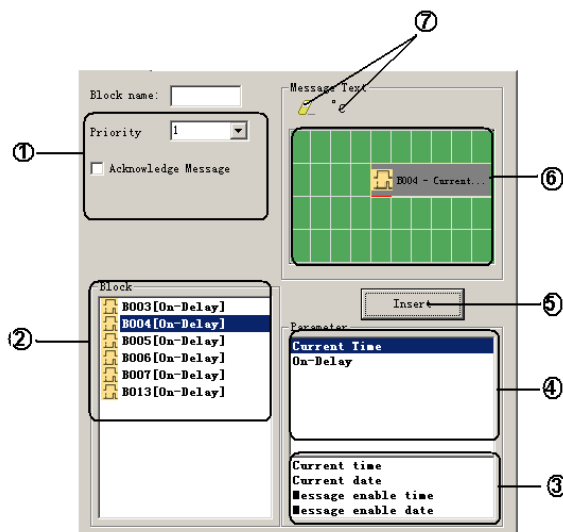 ⑦
Block name:
Message Text
Priority 1
①
Acknowledge Message
B004 - Current...
⑥
Block
Insert
⑤
②
B003[On-Delay]
B004[On-Delay]
B005[On-Delay]
B006[On-Delay]
B007[On-Delay]
B013[On-Delay]
Parameter
Current Time
On-Delay
④
Current time
Current date
Message enable time
Message enable date
③